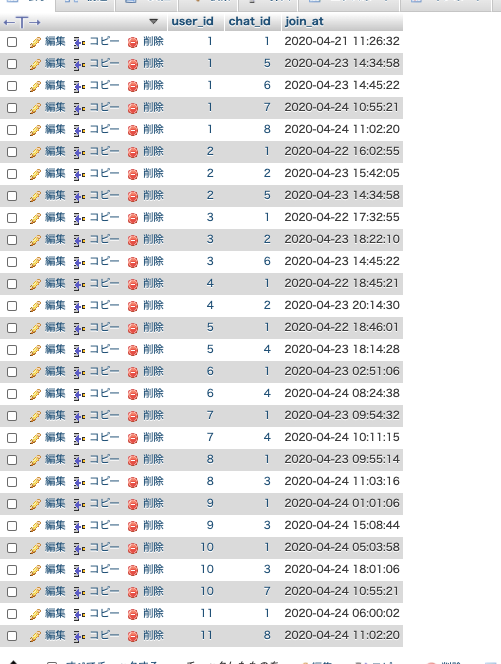 user_id chat_id join_at
編集 コピー 削除 1 1 2020-04-21 11:26:32
編集 コピー 削除 1 5 2020-04-23 14:34:58
編集 コピー 削除 1 6 2020-04-23 14:45:22
編集 コピー 削除 1 7 2020-04-24 10:55:21
編集 コピー 削除 1 8 2020-04-24 11:02:20
編集 コピー 削除 2 1 2020-04-22 16:02:55
編集 コピー 削除 2 2 2020-04-23 15:42:05
編集 コピー 削除 2 5 2020-04-23 14:34:58
編集 コピー 削除 3 1 2020-04-22 17:32:55
編集 コピー 削除 3 2 2020-04-23 18:22:10
編集 コピー 削除 3 6 2020-04-23 14:45:22
編集 コピー 削除 4 1 2020-04-22 18:45:21
編集 コピー 削除 4 2 2020-04-23 20:14:30
編集 コピー 削除 5 1 2020-04-22 18:46:01
編集 コピー 削除 5 4 2020-04-23 18:14:28
編集 コピー 削除 6 1 2020-04-23 02:51:06
編集 コピー 削除 6 4 2020-04-24 08:24:38
編集 コピー 削除 7 1 2020-04-23 09:54:32
編集 コピー 削除 7 4 2020-04-24 10:11:15
編集 コピー 削除 8 1 2020-04-23 09:55:14
編集 コピー 削除 8 3 2020-04-24 11:03:16
編集 コピー 削除 9 1 2020-04-24 01:01:06
編集 コピー 削除 9 3 2020-04-24 15:08:44
編集 コピー 削除 10 1 2020-04-24 05:03:58
編集 コピー 削除 10 3 2020-04-24 18:01:06
編集 コピー 削除 10 7 2020-04-24 10:55:21
編集 コピー 削除 11 1 2020-04-24 06:00:02
編集 コピー 削除 11 8 2020-04-24 11:02:20